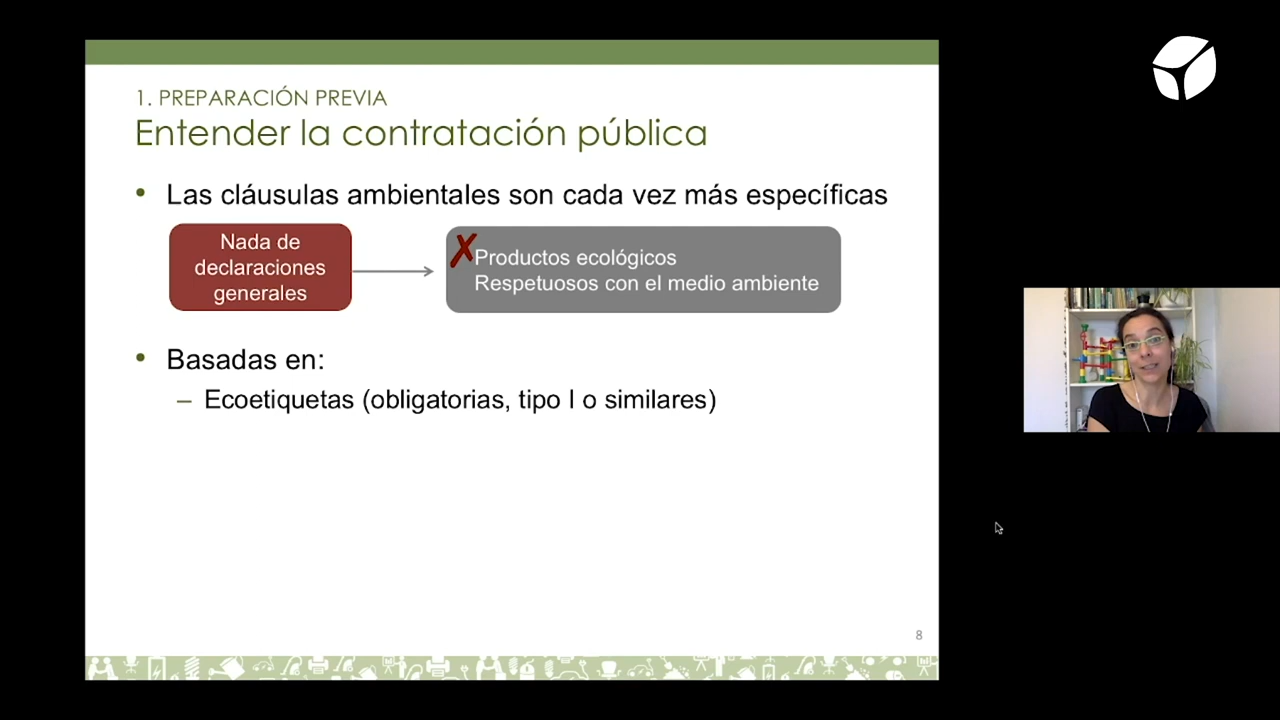 1. PREPARACIÓN PREVIA
Entender la contratación pública
• Las cláusulas ambientales son cada vez más específicas
Nada de
declaraciones
generales
✗Productos ecológicos
Respetuosos con el medio ambiente
• Basadas en:
– Ecoetiquetas (obligatorias, tipo I o similares)
8